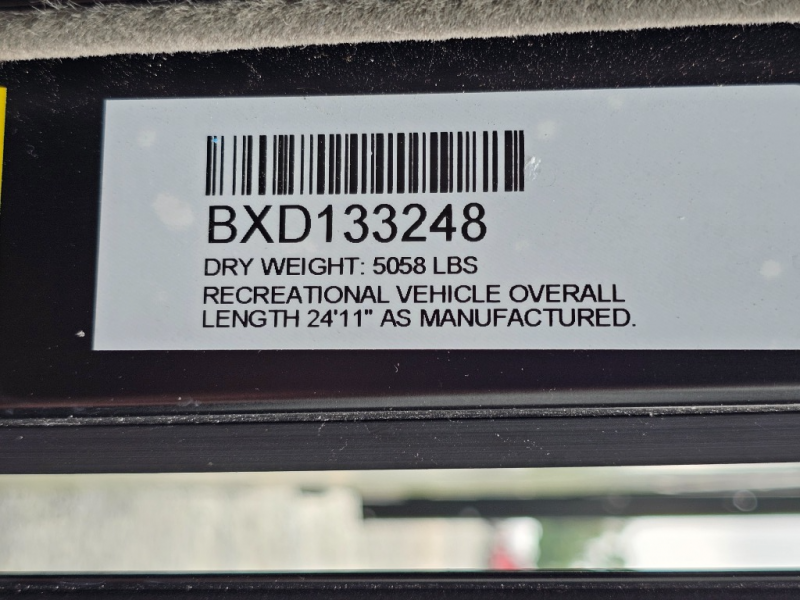 BXD133248
DRY WEIGHT: 5058 LBS
RECREATIONAL VEHICLE OVERALL
LENGTH 24'11" AS MANUFACTURED.